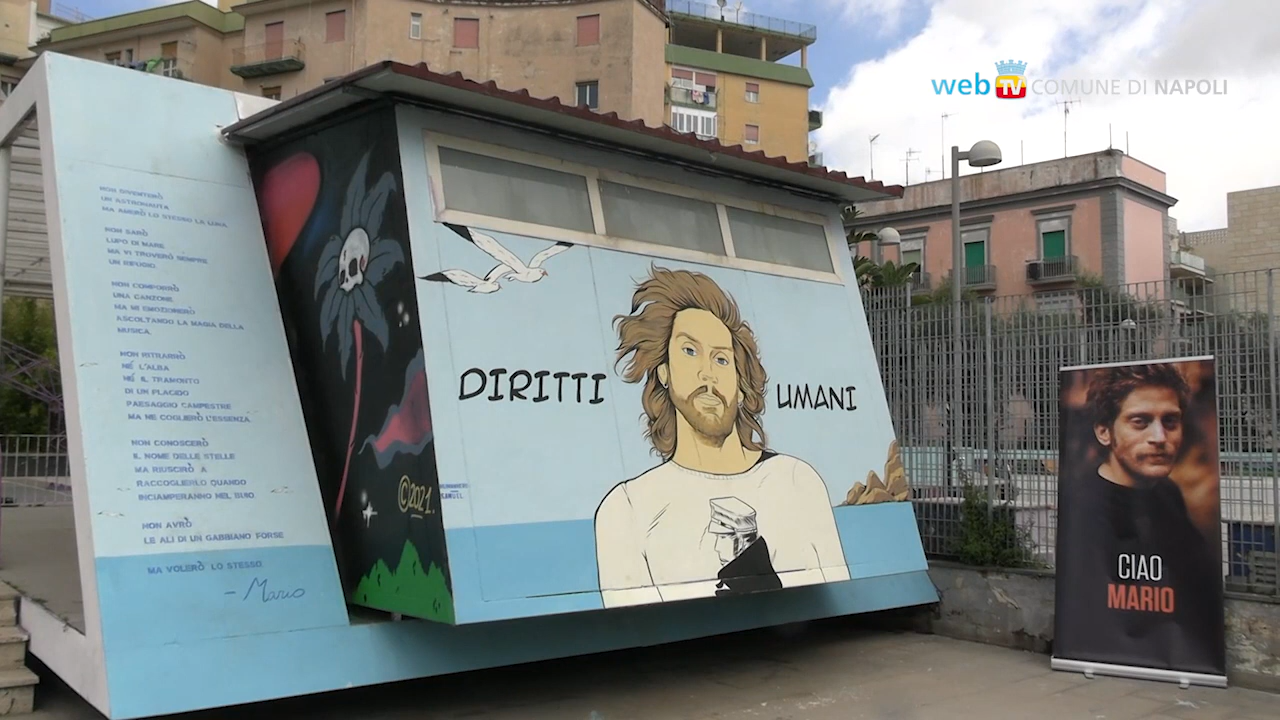 web TV COMUNE DI NAPOLI
NON DIVENTERÒ
UN ASTRONAUTA
MA AMERÒ LO STESSO LA LUNA.
NON SARÒ
LUPO DI MARE
MA VI TROVERÒ SEMPRE
UN RIFUGIO.
NON COMPORRÒ
UNA CANZONE
MA MI EMOZIONERÒ
ASCOLTANDO LA MAGIA DELLA
MUSICA.
NON RITRARRÒ
NÉ L'ALBA
NÉ IL TRAMONTO
DI UN PLACIDO
PAESAGGIO CAMPESTRE
MA NE COGLIERÒ L'ESSENZA.
NON CONOSCERÒ
IL NOME DELLE STELLE
MA RIUSCIRÒ A
RACCOGLIERLO QUANDO
INCIAMPERANNO NEL BUIO.
NON AVRÒ
LE ALI DI UN GABBIANO FORSE
MA VOLERÒ LO STESSO.
- Mario
©2021.
DIRITTI UMANI
CIAO
MARIO